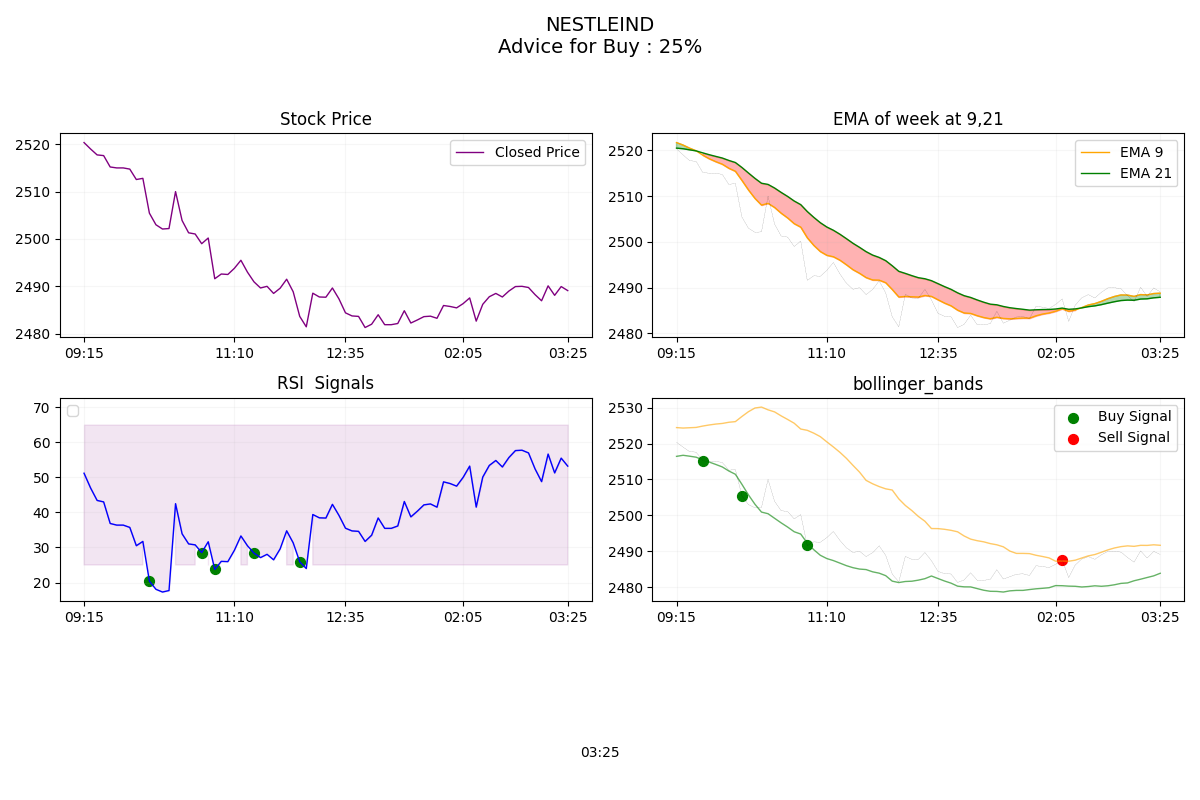 NESTLEIND
Advice for Buy : 25%
Stock Price
2520
2510
2500
2490
2480
Closed Price
09:15 11:10 12:35 02:05 03:25
EMA of week at 9,21
2520
2510
2500
2490
2480
EMA 9
EMA 21
09:15 11:10 12:35 02:05 03:25
RSI  Signals
70
60
50
40
30
20
09:15 11:10 12:35 02:05 03:25
bollinger_bands
2530
2520
2510
2500
2490
2480
Buy Signal
Sell Signal
09:15 11:10 12:35 02:05 03:25
03:25